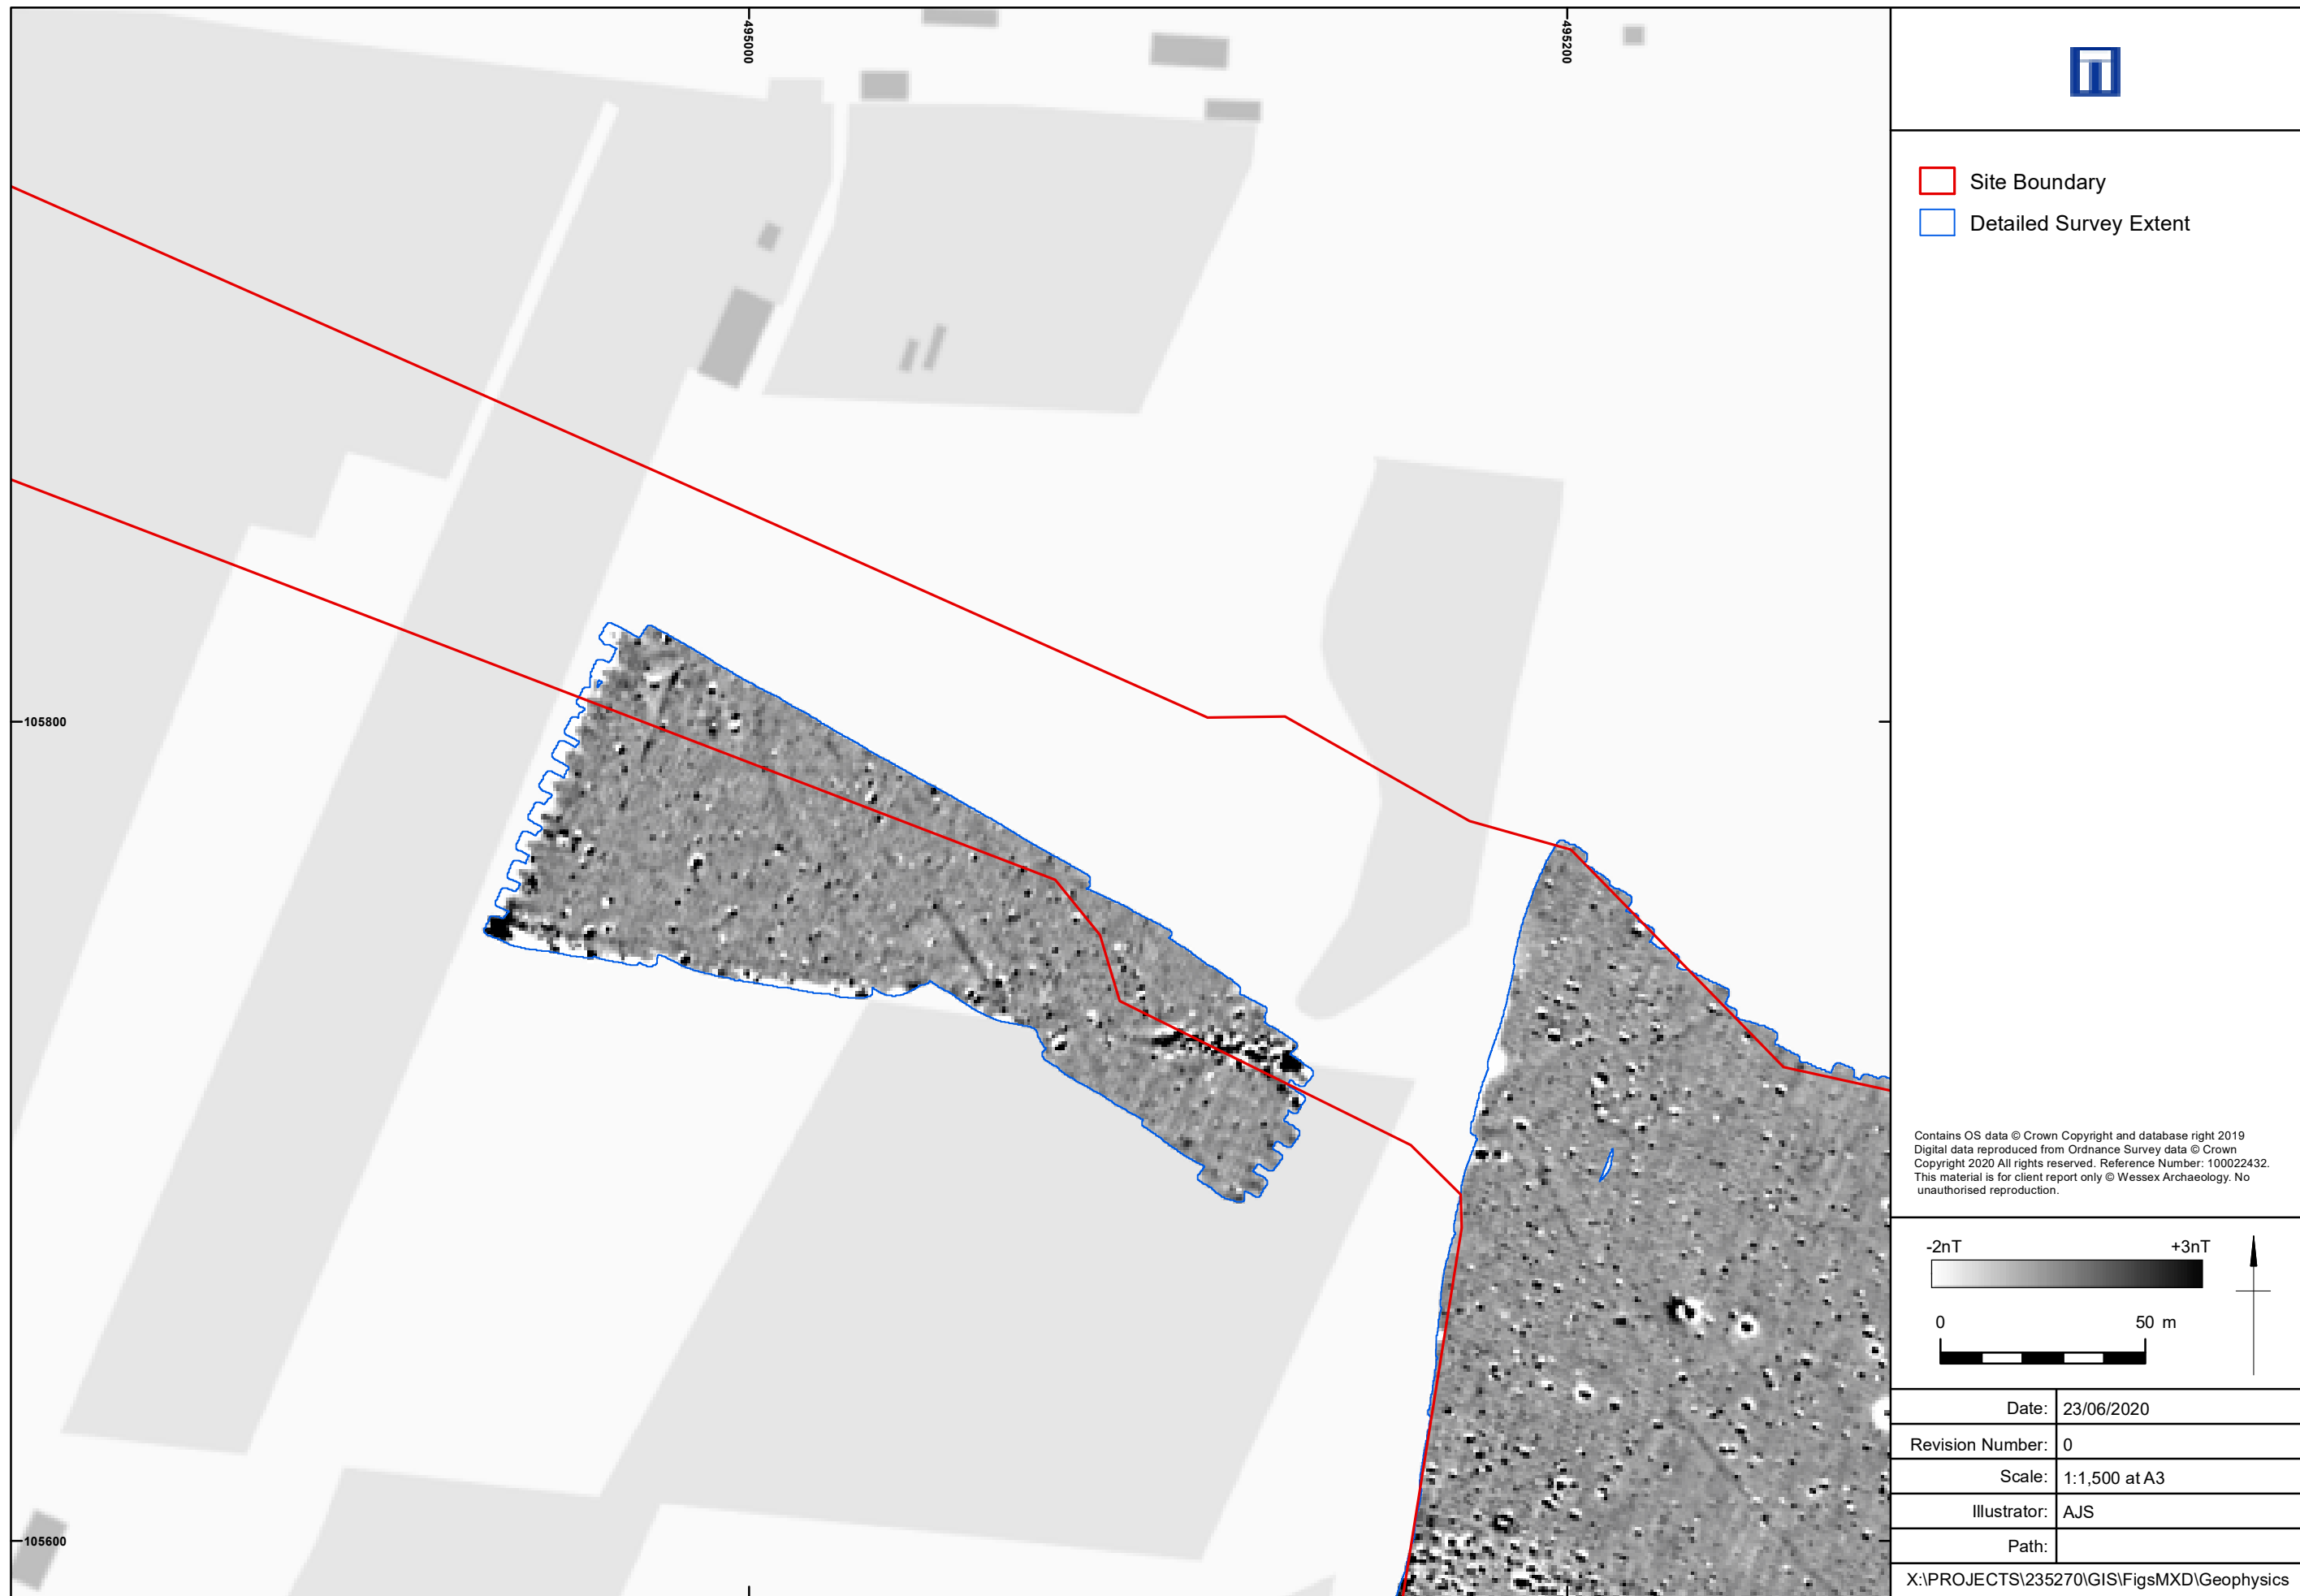 495000
495200
105800
105600
Site Boundary
Detailed Survey Extent
Contains OS data © Crown Copyright and database right 2019
Digital data reproduced from Ordnance Survey data © Crown
Copyright 2020 All rights reserved. Reference Number: 100022432.
This material is for client report only © Wessex Archaeology. No
unauthorised reproduction.
-2nT +3nT
0 50 m
Date: 23/06/2020
Revision Number: 0
Scale: 1:1,500 at A3
Illustrator: AJS
Path:
X:\PROJECTS\235270\GIS\FigsMXD\Geophysics